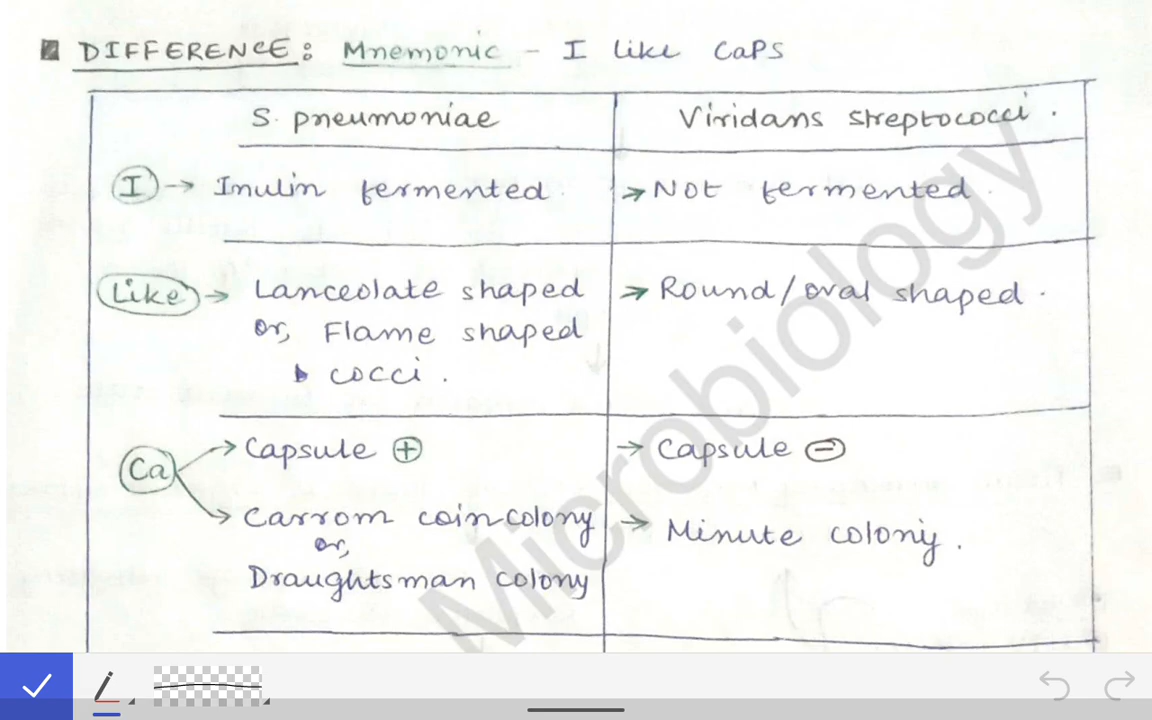 DIFFERENCE: Mnemonic - I like CaPS
S. pneumoniae Viridans streptococci.
I → Inulin fermented. → Not fermented.
Like → Lanceolate shaped → Round/oval shaped.
or, Flame shaped
cocci.
Ca → Capsule ⊕ → Capsule ⊖
→ Carrom coin colony → Minute colony.
or,
Draughtsman colony
Microbiology